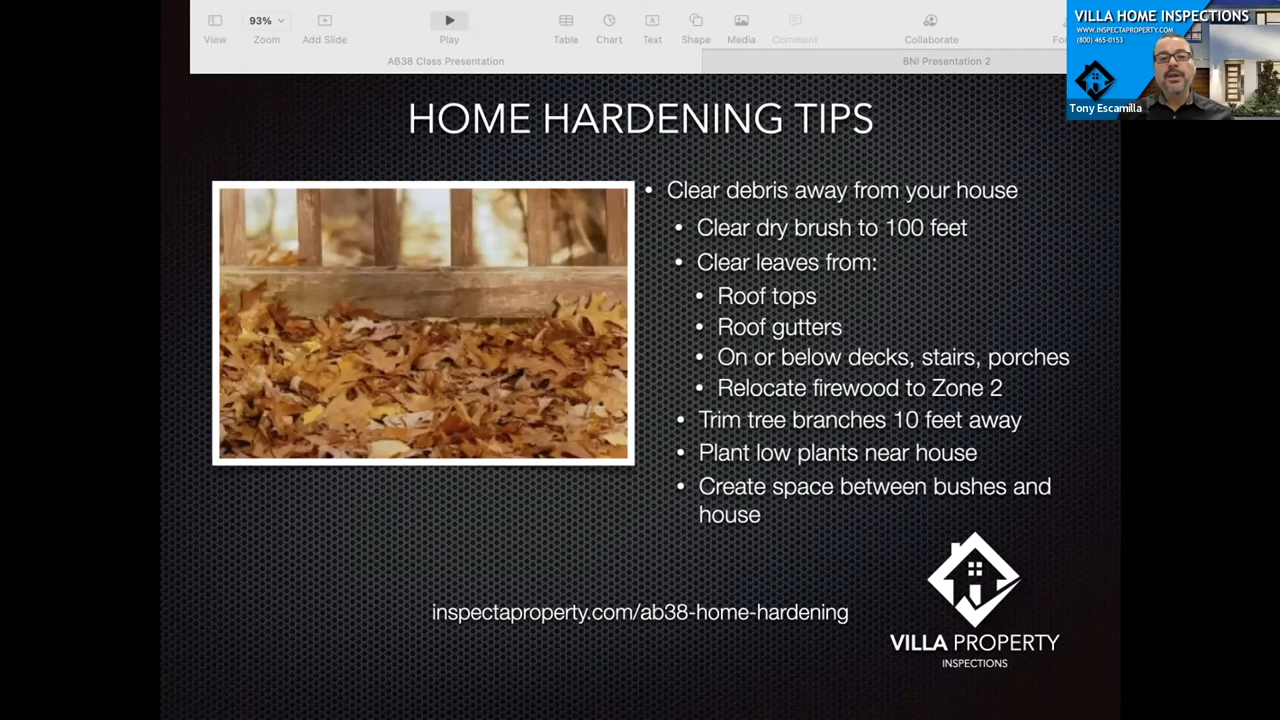 93%
View
Zoom
Add Slide
Play
Table
Chart
Text
Shape
Media
Comment
Collaborate
AB38 Class Presentation
BNI Presentation 2
VILLA HOME INSPECTIONS
WWW.INSPECTAPROPERTY.COM
(800) 465-0153
Tony Escamilla
HOME HARDENING TIPS
• Clear debris away from your house
• Clear dry brush to 100 feet
• Clear leaves from:
• Roof tops
• Roof gutters
• On or below decks, stairs, porches
• Relocate firewood to Zone 2
• Trim tree branches 10 feet away
• Plant low plants near house
• Create space between bushes and
house
inspectaproperty.com/ab38-home-hardening
VILLA PROPERTY
INSPECTIONS